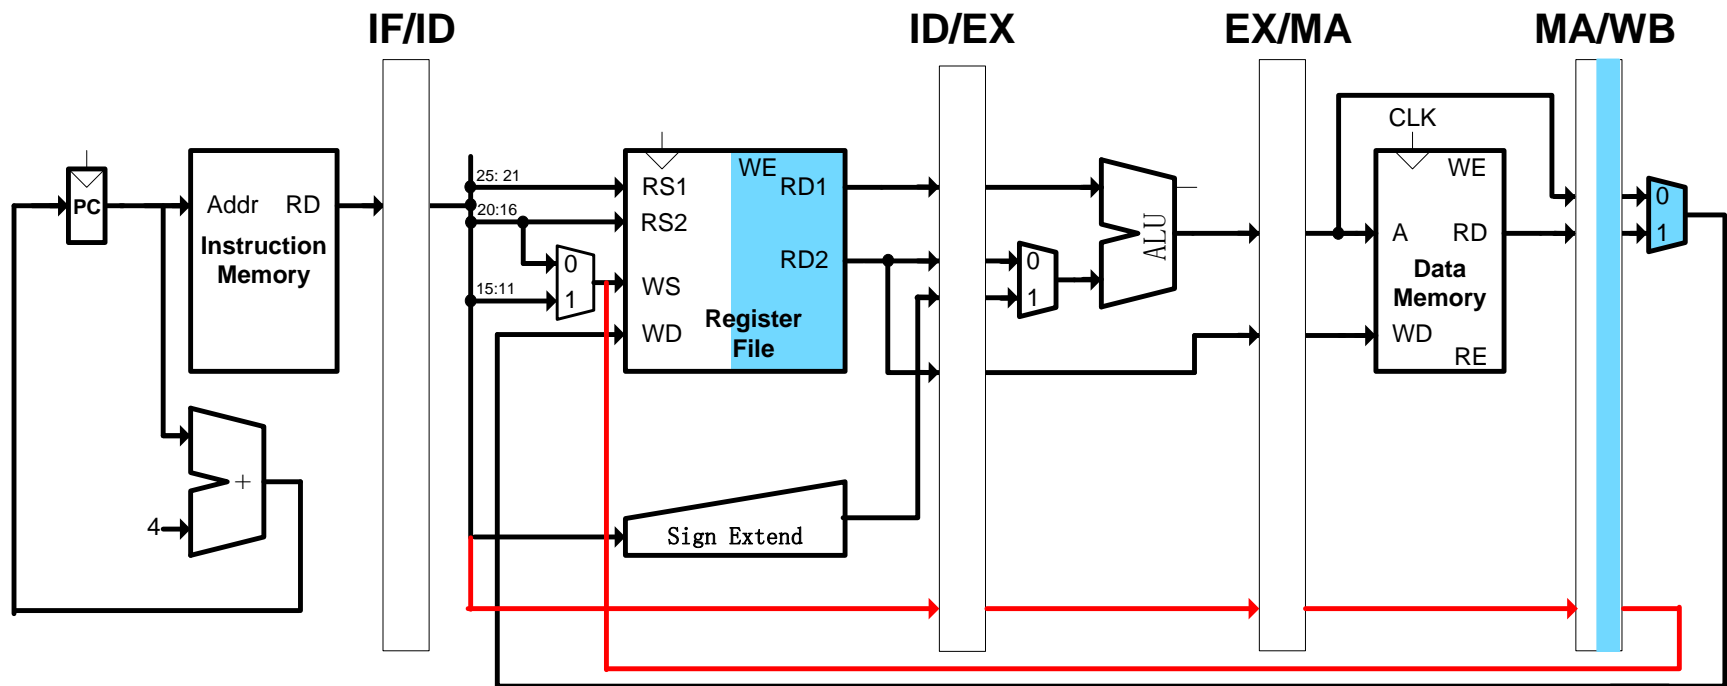 IF/ID
ID/EX
EX/MA
MA/WB
PC
Addr
RD
Instruction
Memory
4
+
25: 21
20:16
15:11
0
1
RS1
RS2
WS
WD
WE
RD1
RD2
Register
File
Sign Extend
0
1
ALU
CLK
WE
A
RD
Data
Memory
WD
RE
0
1